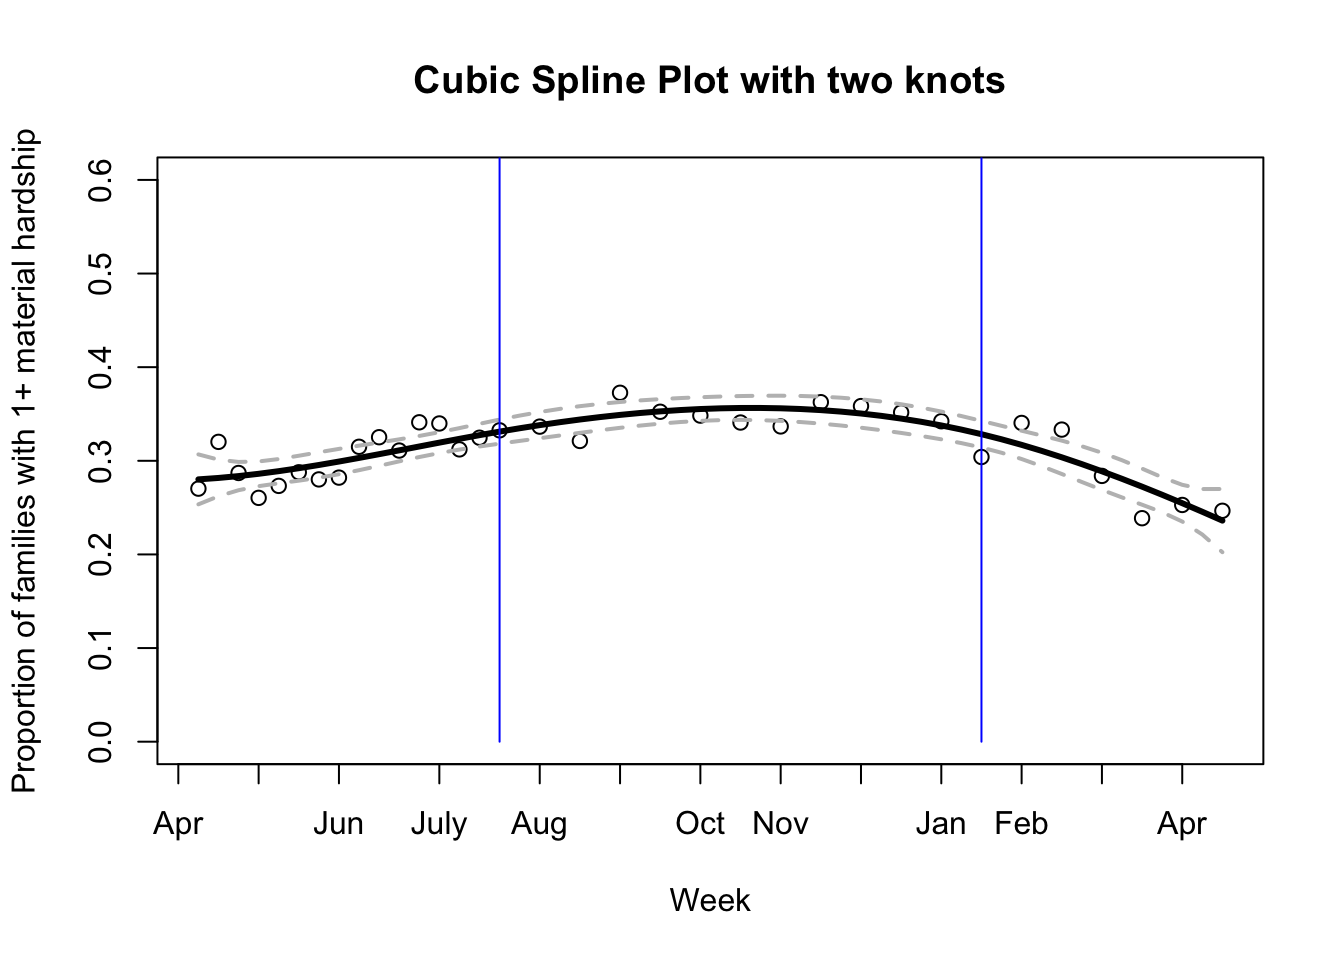 Cubic Spline Plot with two knots
Proportion of families with 1+ material hardship
0.6
0.5
0.4
0.3
0.2
0.1
0.0
Apr Jun July Aug Oct Nov Jan Feb Apr
Week